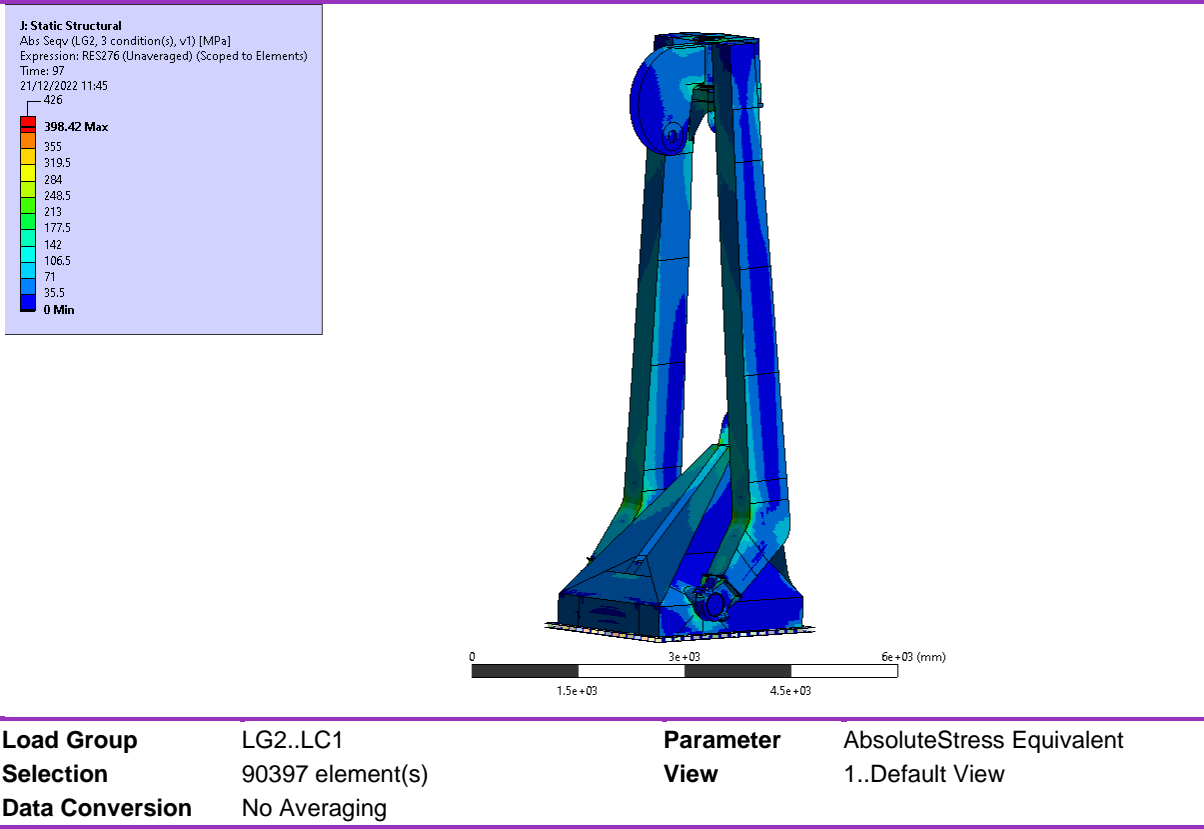 J: Static Structural
Abs Seqv (LG2, 3 condition(s), v1) [MPa]
Expression: RES276 (Unaveraged) (Scoped to Elements)
Time: 97
21/12/2022 11:45
426
398.42 Max
355
319.5
284
248.5
213
177.5
142
106.5
71
35.5
0 Min
0 3e+03 6e+03 (mm)
1.5e+03 4.5e+03
Load Group LG2..LC1 Parameter AbsoluteStress Equivalent
Selection 90397 element(s) View 1..Default View
Data Conversion No Averaging